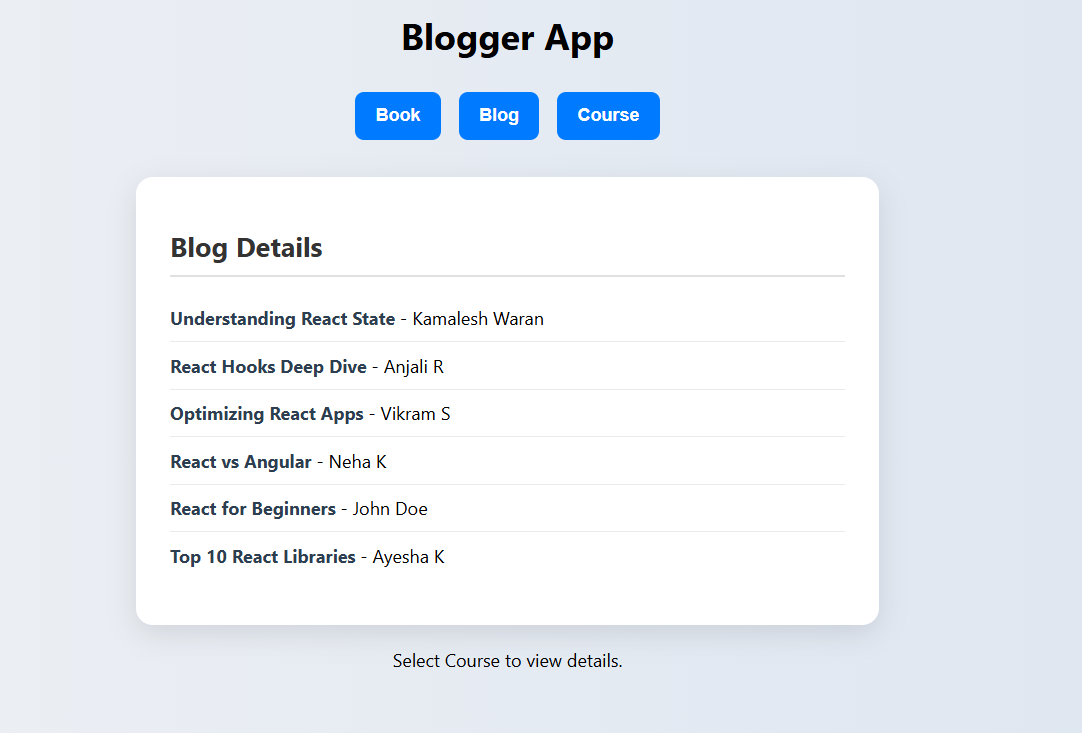 Blogger App
Book Blog Course
Blog Details
Understanding React State - Kamalesh Waran
React Hooks Deep Dive - Anjali R
Optimizing React Apps - Vikram S
React vs Angular - Neha K
React for Beginners - John Doe
Top 10 React Libraries - Ayesha K
Select Course to view details.